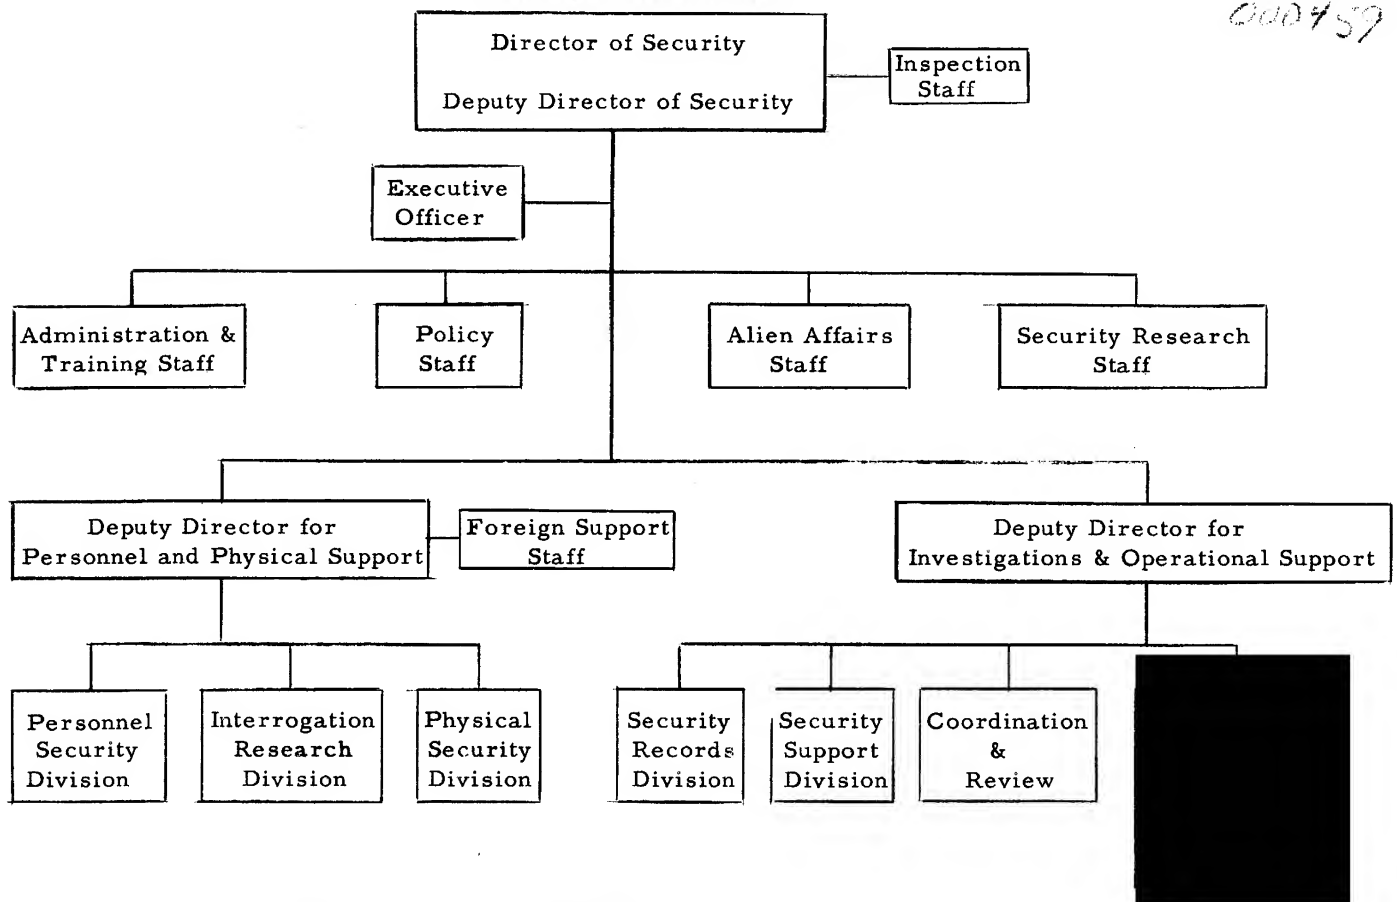 000459
Director of Security
Deputy Director of Security
Inspection
Staff
Executive
Officer
Administration &
Training Staff
Policy
Staff
Alien Affairs
Staff
Security Research
Staff
Deputy Director for
Personnel and Physical Support
Foreign Support
Staff
Deputy Director for
Investigations & Operational Support
Personnel
Security
Division
Interrogation
Research
Division
Physical
Security
Division
Security
Records
Division
Security
Support
Division
Coordination
&
Review